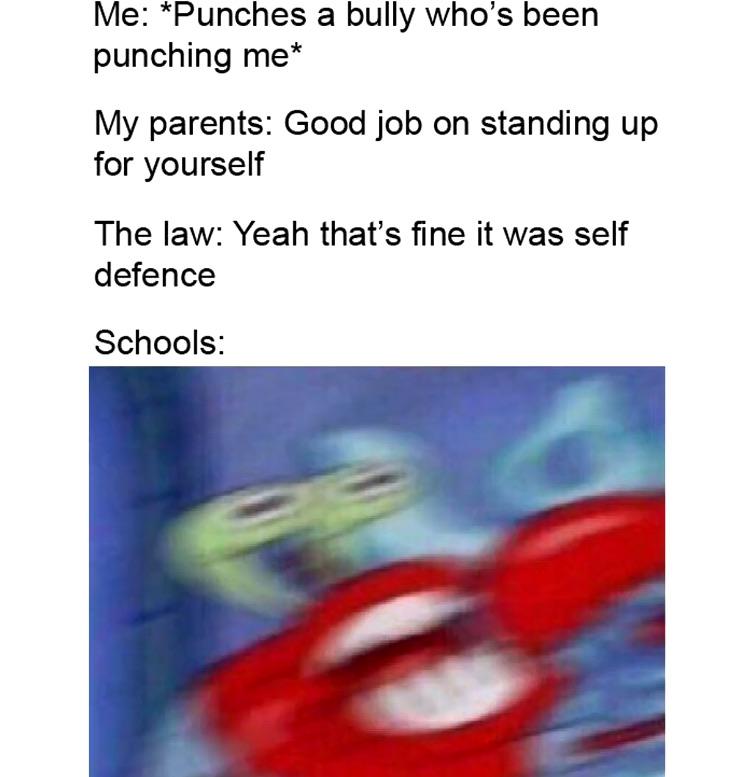 Me: *Punches a bully who’s been
punching me*
My parents: Good job on standing up
for yourself
The law: Yeah that’s fine it was self
defence
Schools: